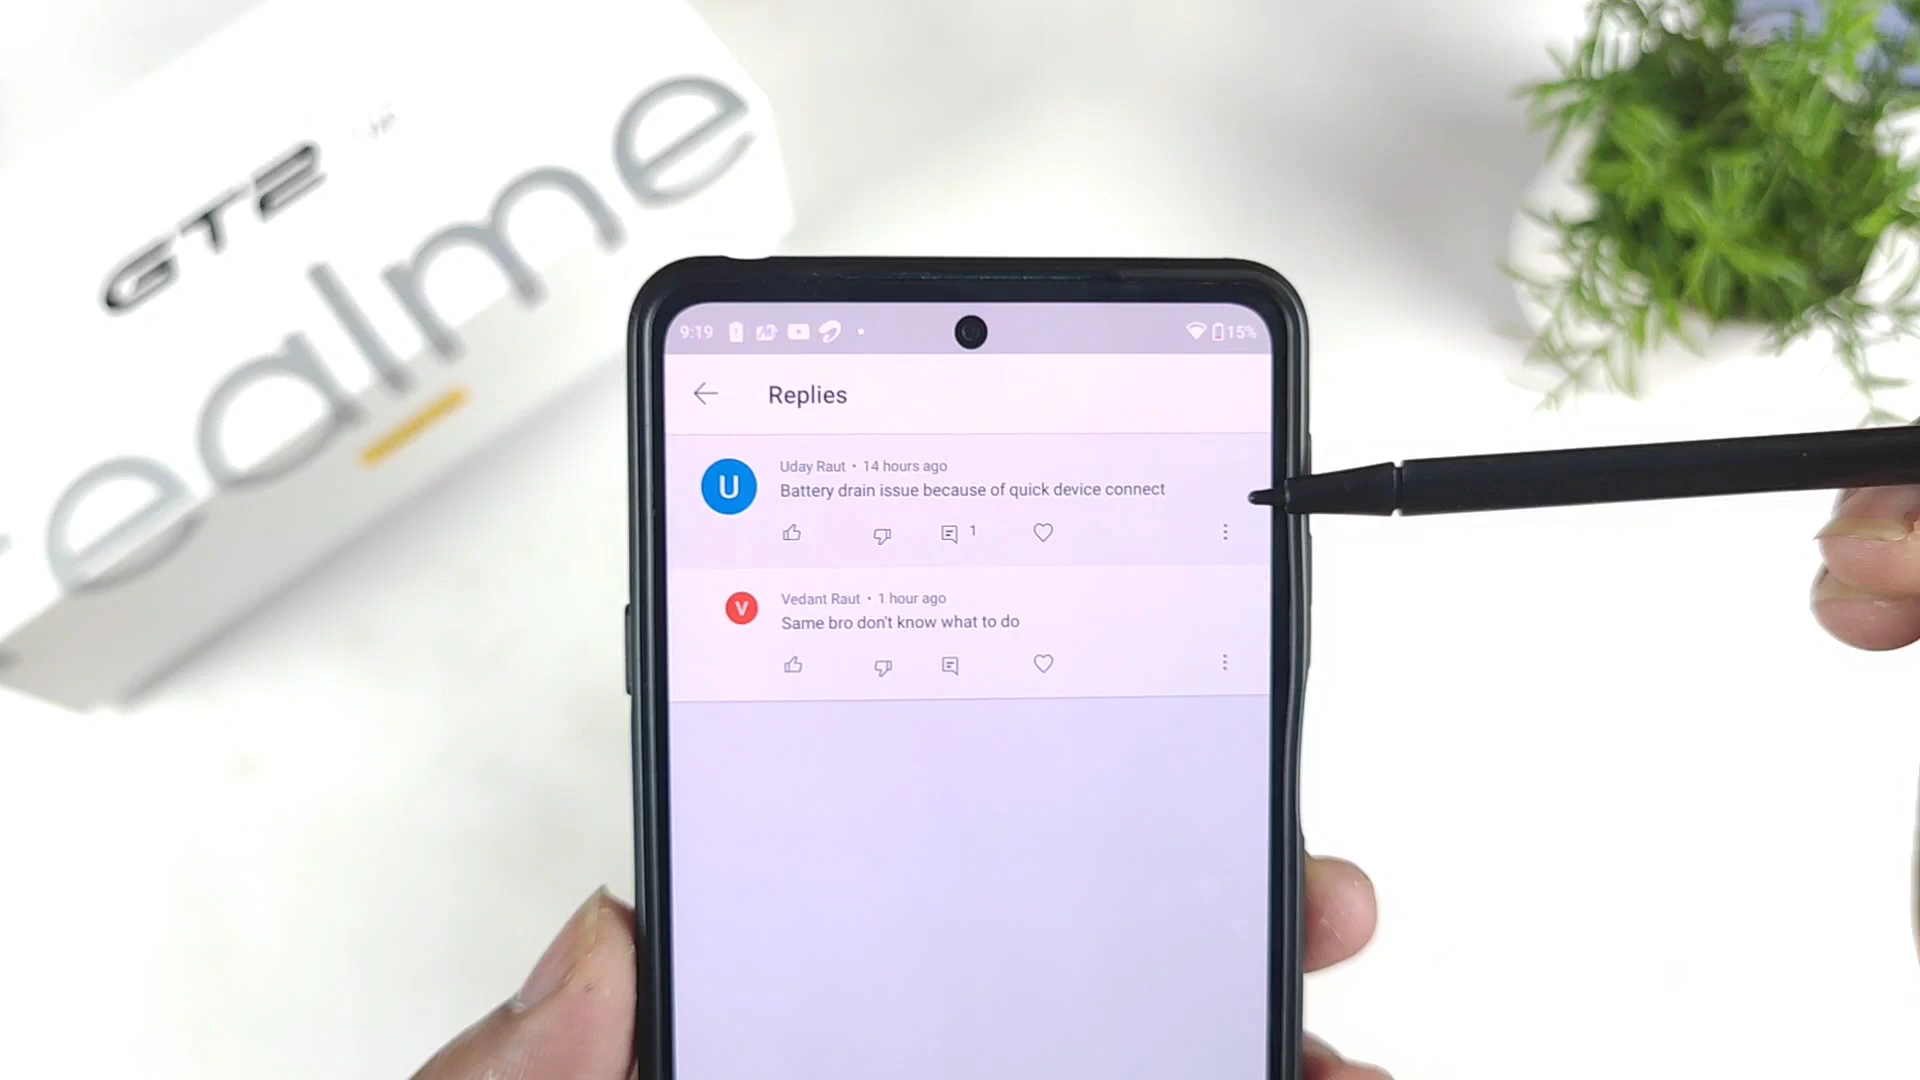 GT2
realme
9:19
15%
Replies
Uday Raut • 14 hours ago
Battery drain issue because of quick device connect
1
Vedant Raut • 1 hour ago
Same bro don't know what to do
U
V